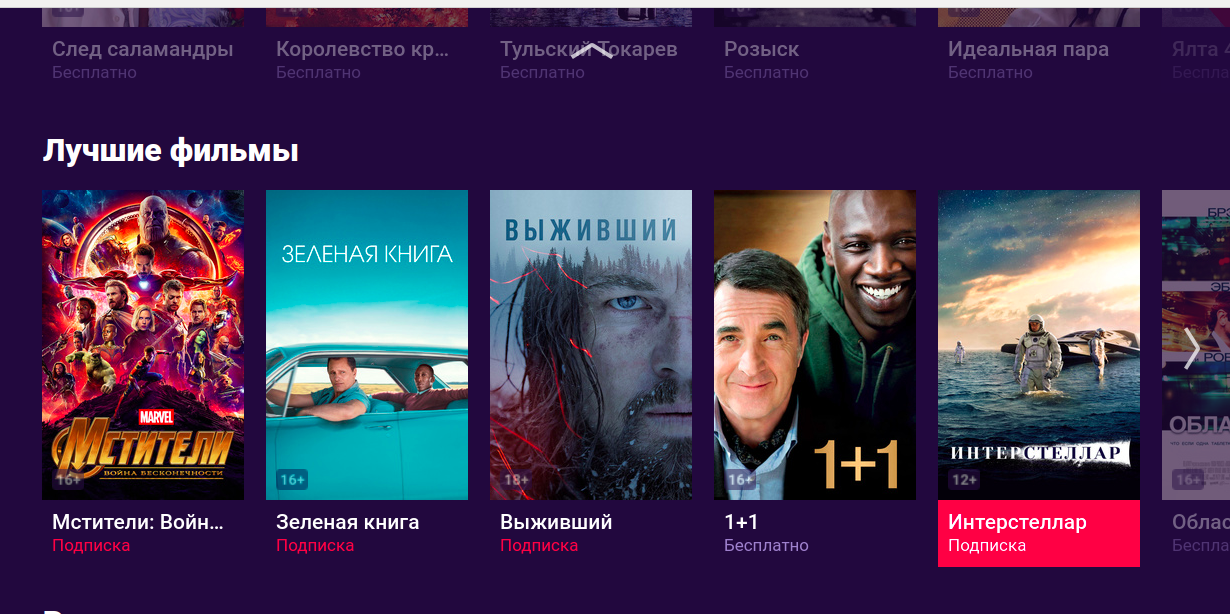 След саламандры
Королевство кр...
Тульский Токарев
Розыск
Идеальная пара
Ялта 4
Бесплатно
Бесплатно
Бесплатно
Бесплатно
Бесплатно
Беспла
Лучшие фильмы
MARVEL
МСТИТЕЛИ
ВОЙНА БЕСКОНЕЧНОСТИ
16+
ЗЕЛЕНАЯ КНИГА
16+
ВЫЖИВШИЙ
18+
1+1
16+
ИНТЕРСТЕЛЛАР
12+
ОБЛА
16+
Мстители: Войн...
Зеленая книга
Выживший
1+1
Интерстеллар
Облас
Подписка
Подписка
Подписка
Бесплатно
Подписка
Беспла